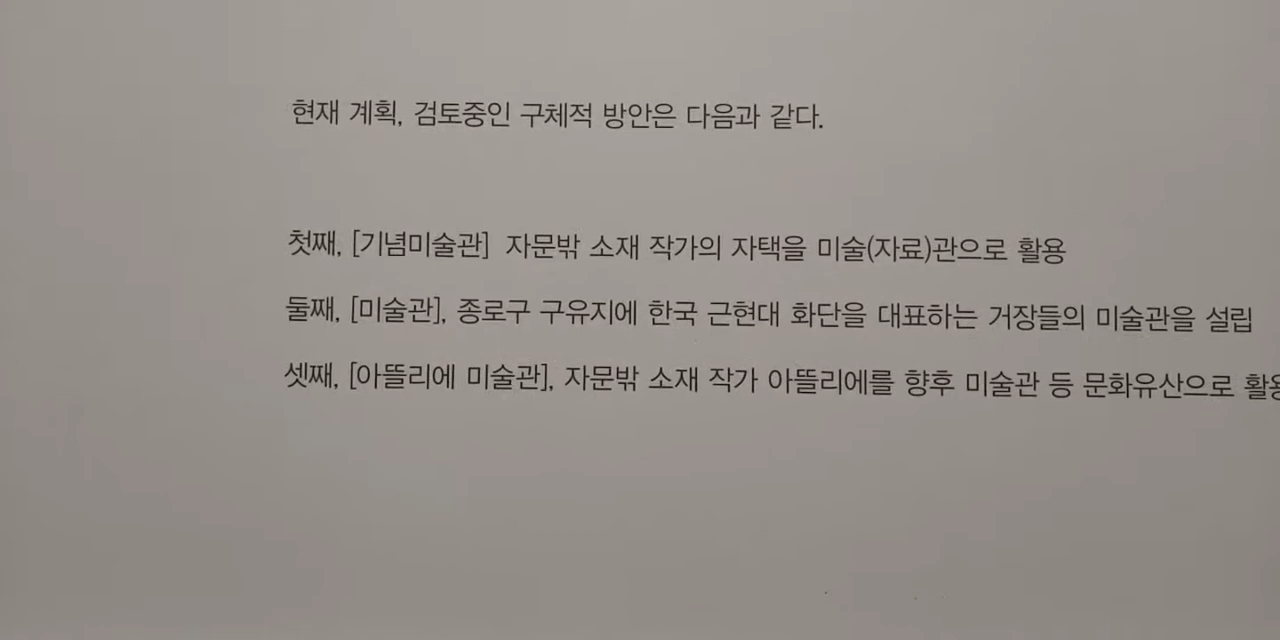 현재 계획, 검토중인 구체적 방안은 다음과 같다.
첫째, [기념미술관] 자문밖 소재 작가의 자택을 미술(자료)관으로 활용
둘째, [미술관], 종로구 구유지에 한국 근현대 화단을 대표하는 거장들의 미술관을 설립
셋째, [아뜰리에 미술관], 자문밖 소재 작가 아뜰리에를 향후 미술관 등 문화유산으로 활용